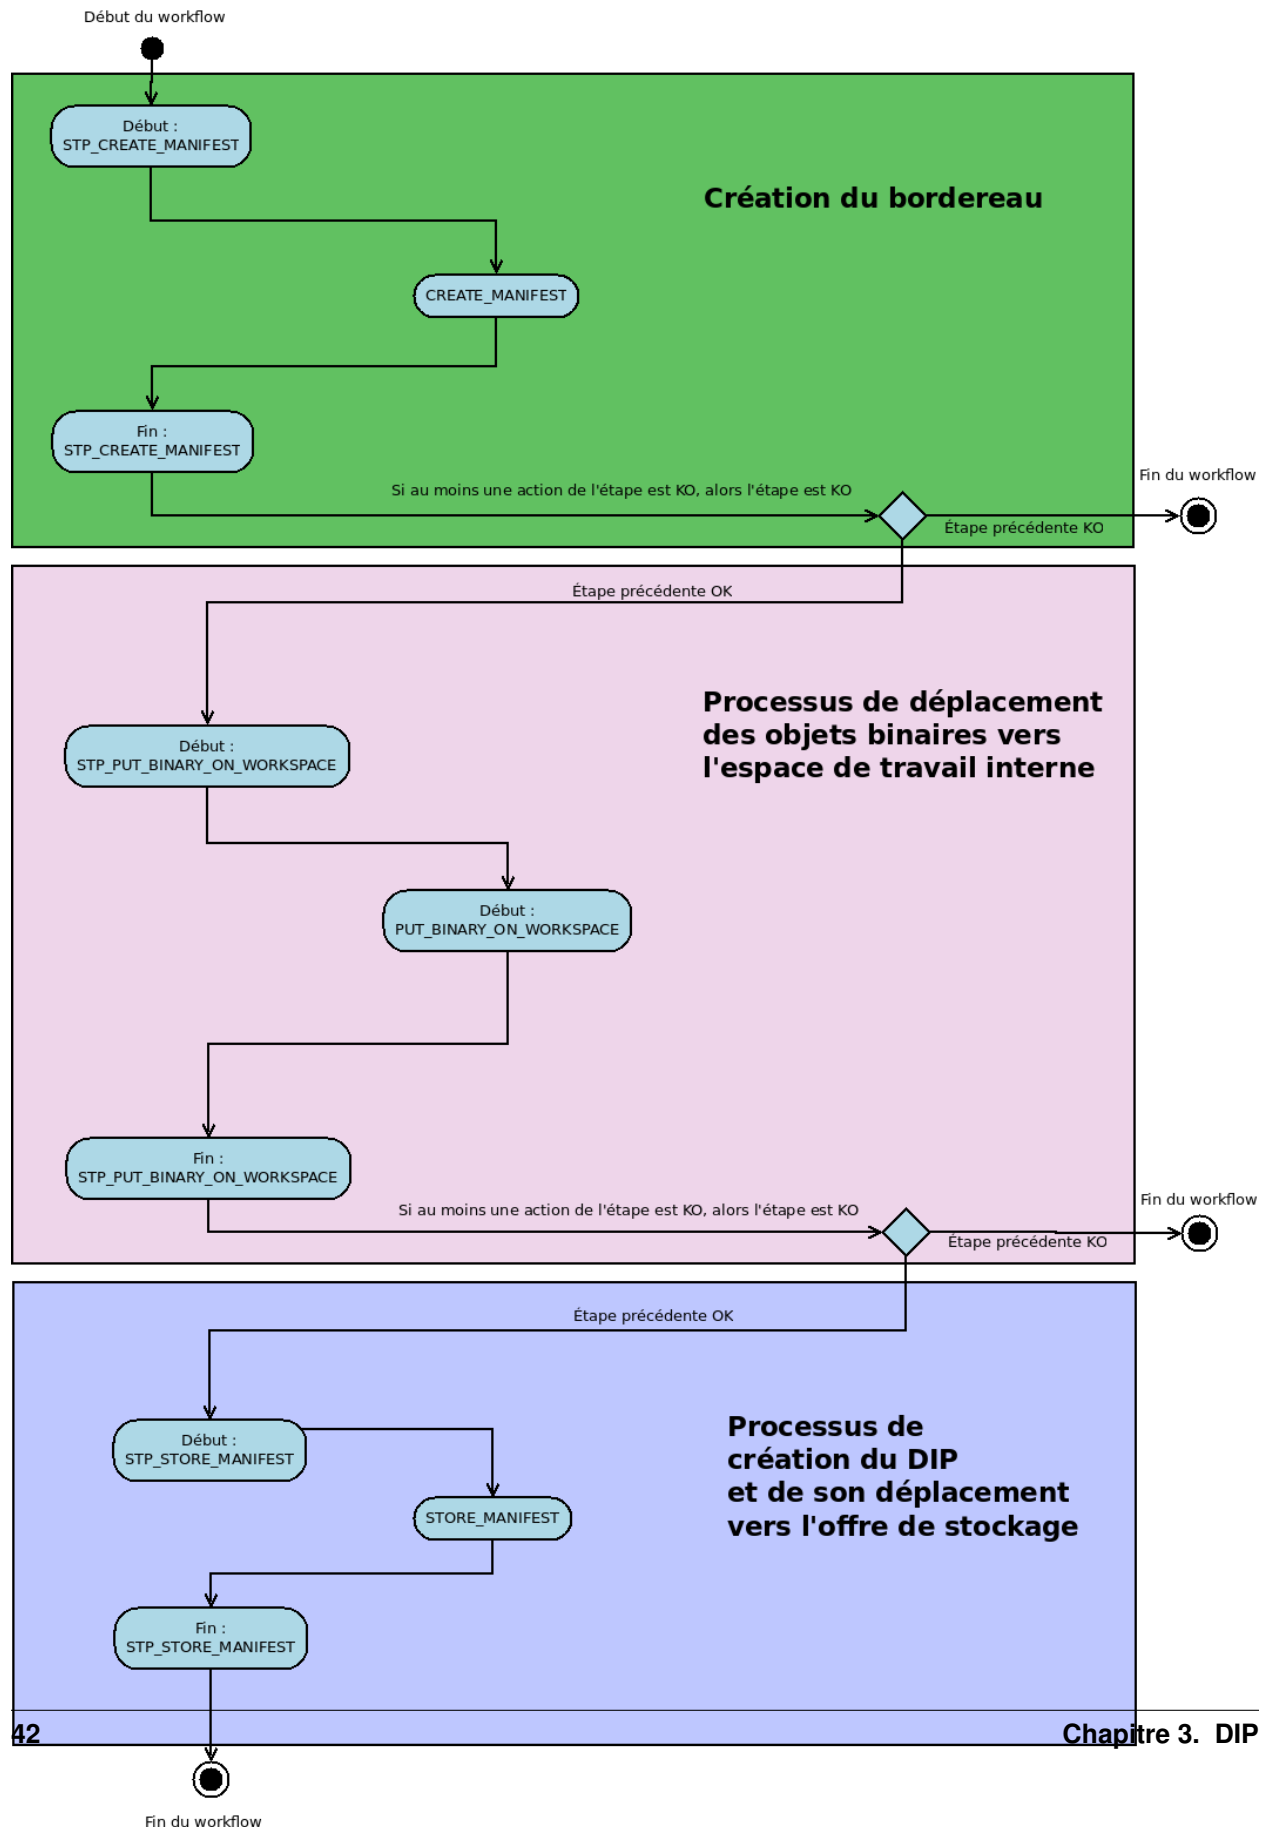 Début du workflow
Début :
STP_CREATE_MANIFEST
Création du bordereau
CREATE_MANIFEST
Fin :
STP_CREATE_MANIFEST
Si au moins une action de l'étape est KO, alors l'étape est KO
Fin du workflow
Étape précédente KO
Étape précédente OK
Processus de déplacement
des objets binaires vers
l'espace de travail interne
Début :
STP_PUT_BINARY_ON_WORKSPACE
Début :
PUT_BINARY_ON_WORKSPACE
Fin :
STP_PUT_BINARY_ON_WORKSPACE
Si au moins une action de l'étape est KO, alors l'étape est KO
Fin du workflow
Étape précédente KO
Étape précédente OK
Processus de
création du DIP
et de son déplacement
vers l'offre de stockage
Début :
STP_STORE_MANIFEST
STORE_MANIFEST
Fin :
STP_STORE_MANIFEST
42
Chapitre 3. DIP
Fin du workflow